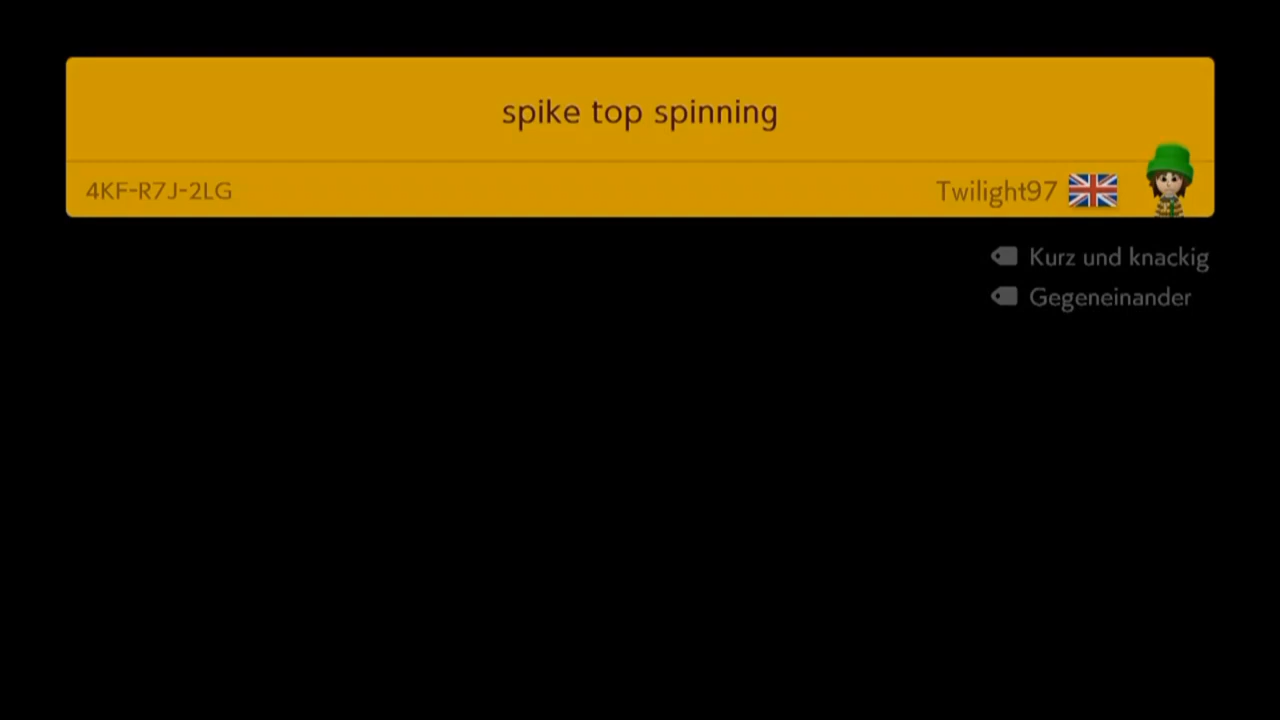 spike top spinning
4KF-R7J-2LG
Twilight97
Kurz und knackig
Gegeneinander